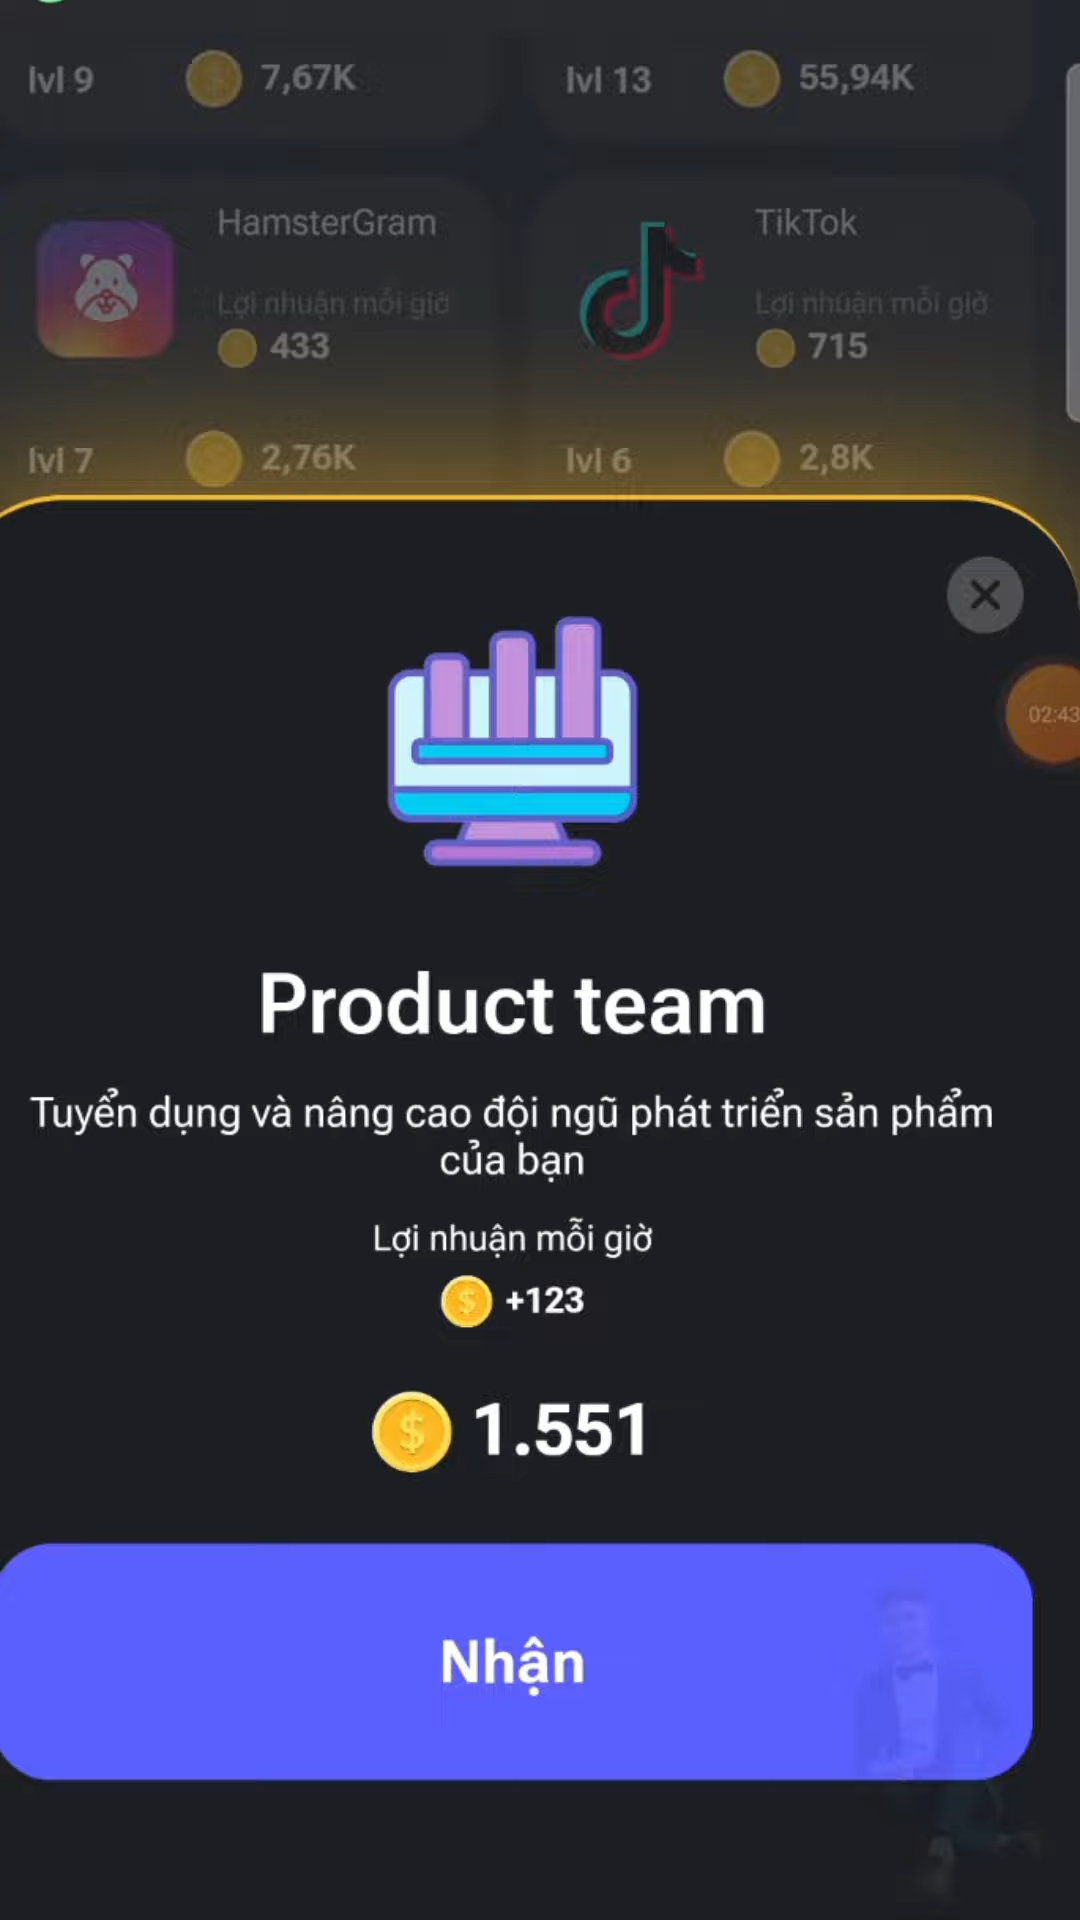 lvl 9 7,67K lvl 13 55,94K
HamsterGram TikTok
Lợi nhuận mỗi giờ Lợi nhuận mỗi giờ
433 715
lvl 7 2,76K lvl 6 2,8K
02:43
Product team
Tuyển dụng và nâng cao đội ngũ phát triển sản phẩm
của bạn
Lợi nhuận mỗi giờ
+123
1.551
Nhận